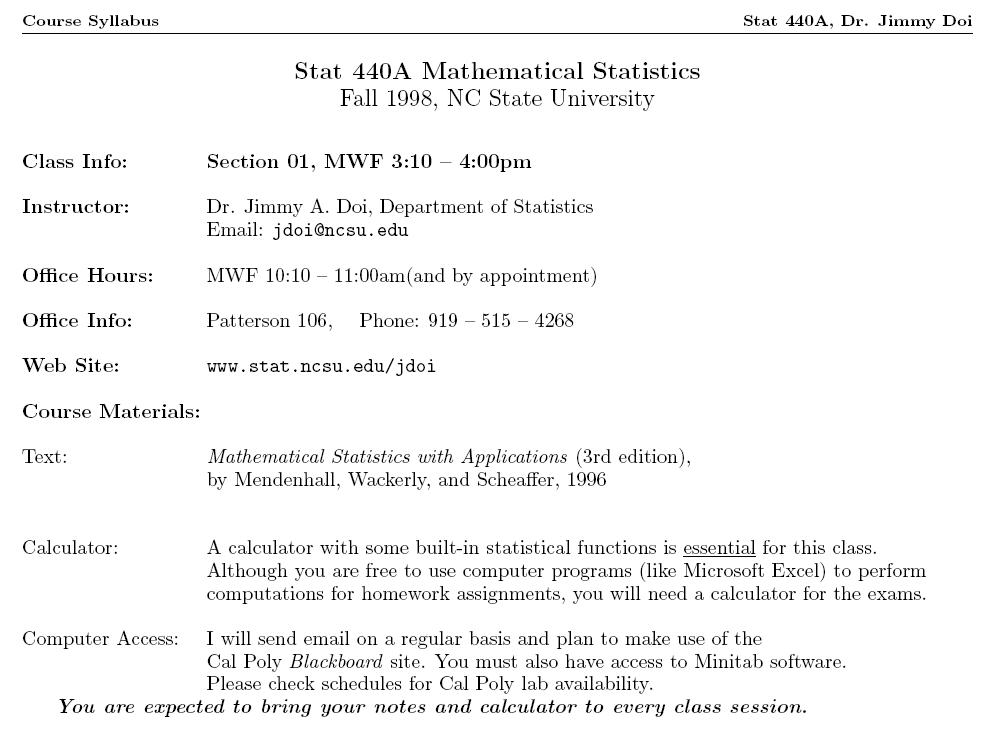 Course Syllabus Stat 440A, Dr. Jimmy Doi
Stat 440A Mathematical Statistics
Fall 1998, NC State University
Class Info: Section 01, MWF 3:10 – 4:00pm
Instructor: Dr. Jimmy A. Doi, Department of Statistics
Email: jdoi@ncsu.edu
Office Hours: MWF 10:10 – 11:00am(and by appointment)
Office Info: Patterson 106, Phone: 919 – 515 – 4268
Web Site: www.stat.ncsu.edu/jdoi
Course Materials:
Text: Mathematical Statistics with Applications (3rd edition),
by Mendenhall, Wackerly, and Scheaffer, 1996
Calculator: A calculator with some built-in statistical functions is essential for this class.
Although you are free to use computer programs (like Microsoft Excel) to perform
computations for homework assignments, you will need a calculator for the exams.
Computer Access: I will send email on a regular basis and plan to make use of the
Cal Poly Blackboard site. You must also have access to Minitab software.
Please check schedules for Cal Poly lab availability.
You are expected to bring your notes and calculator to every class session.